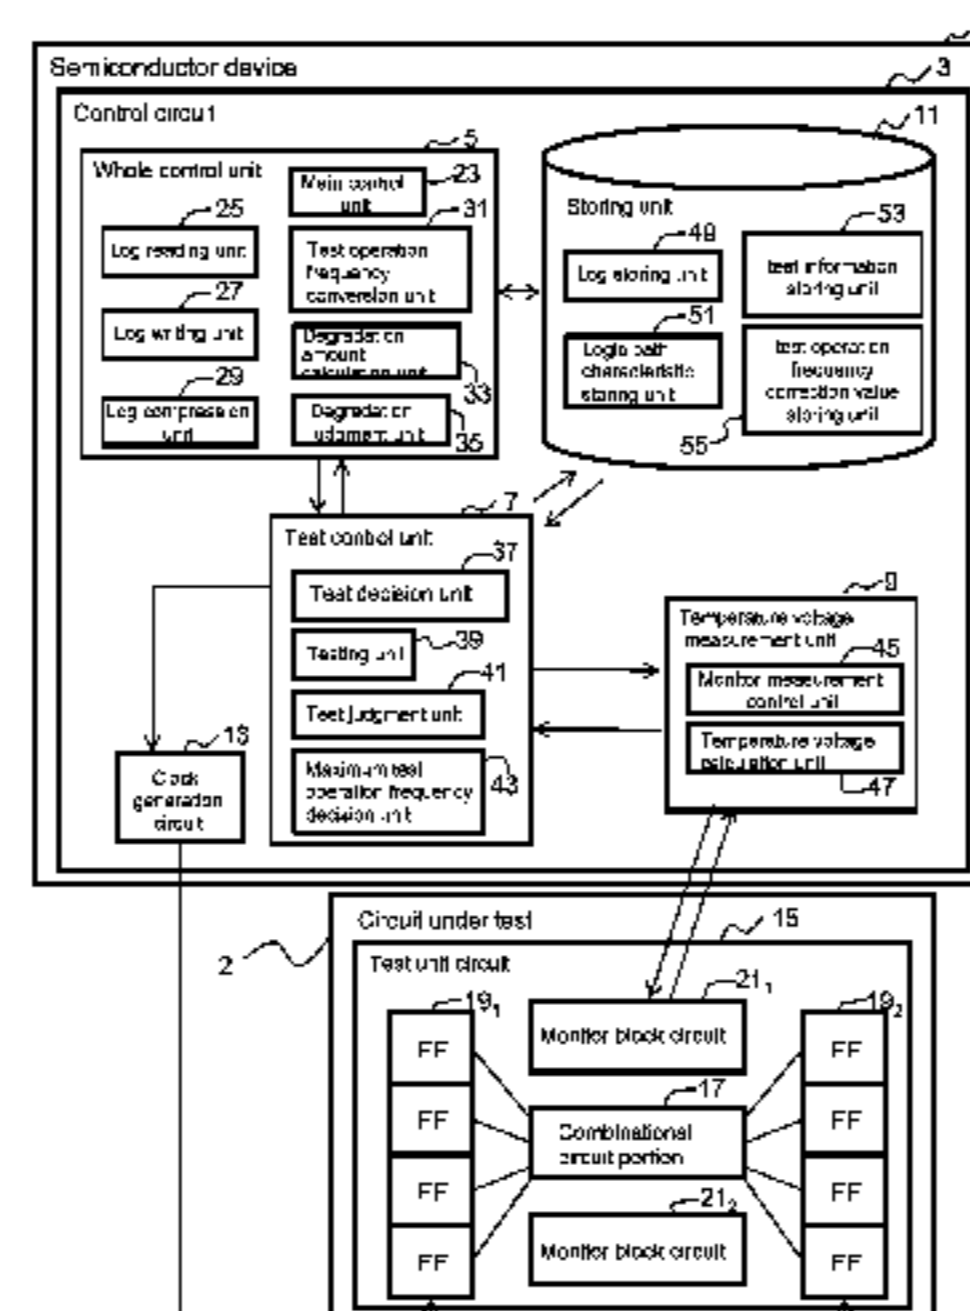 Semiconductor device
3
Control circuit
11
5
Whole control unit
23
Main control
unit
25
Log reading unit
31
Test operation
frequency
conversion unit
27
Log writing unit
Degradation
amount
calculation unit
33
29
Log compression
unit
Degradation
judgment unit
35
Storing unit
49
Log storing unit
53
test information
storing unit
51
Logic path
characteristic
storing unit
test operation
frequency
correction value
storing unit
55
7
Test control unit
37
Test decision unit
39
Testing unit
41
Test judgment unit
Maximum test
operation frequency
decision unit
43
9
Temperature voltage
measurement unit
45
Monitor measurement
control unit
Temperature voltage
calculation unit
47
13
Clock
generation
circuit
Circuit under test
15
2
Test unit circuit
19₁
21₁
19₂
FF
Monitor block circuit
FF
17
FF
Combinational
circuit portion
FF
FF
21₂
FF
FF
Monitor block circuit
FF